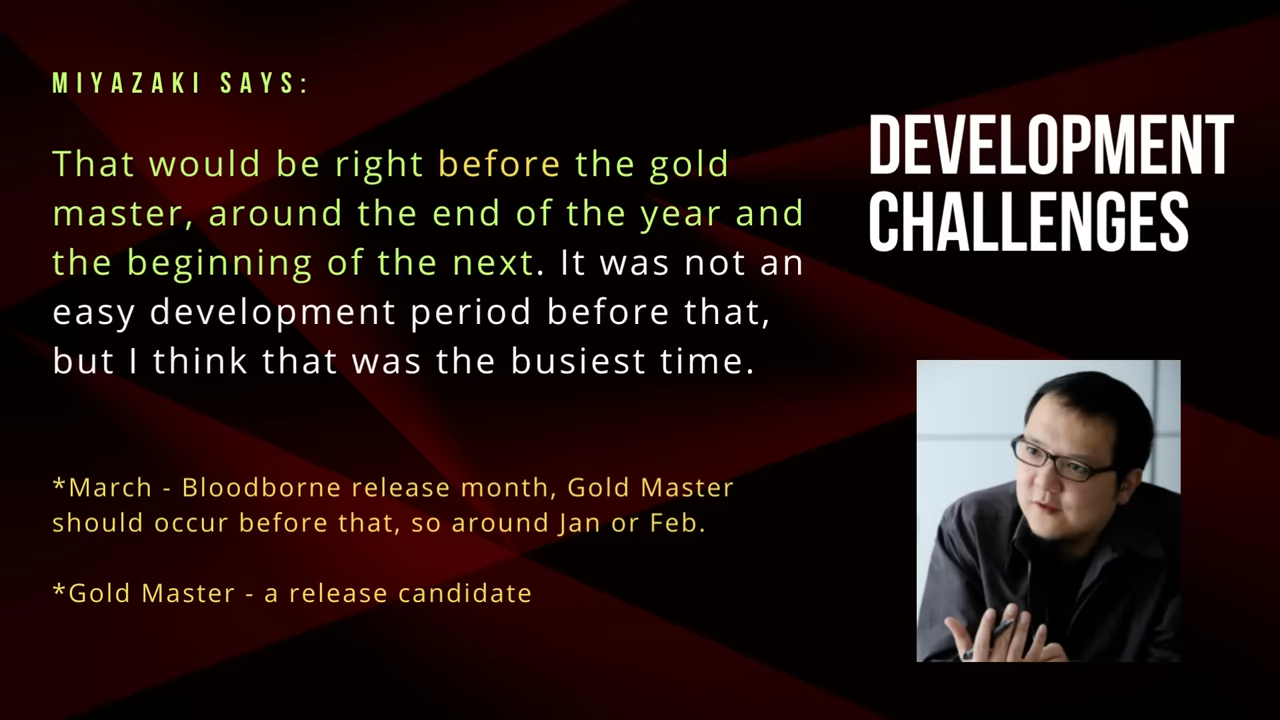 MIYAZAKI SAYS:
That would be right before the gold
master, around the end of the year and
the beginning of the next. It was not an
easy development period before that,
but I think that was the busiest time.
*March - Bloodborne release month, Gold Master
should occur before that, so around Jan or Feb.
*Gold Master - a release candidate
DEVELOPMENT
CHALLENGES